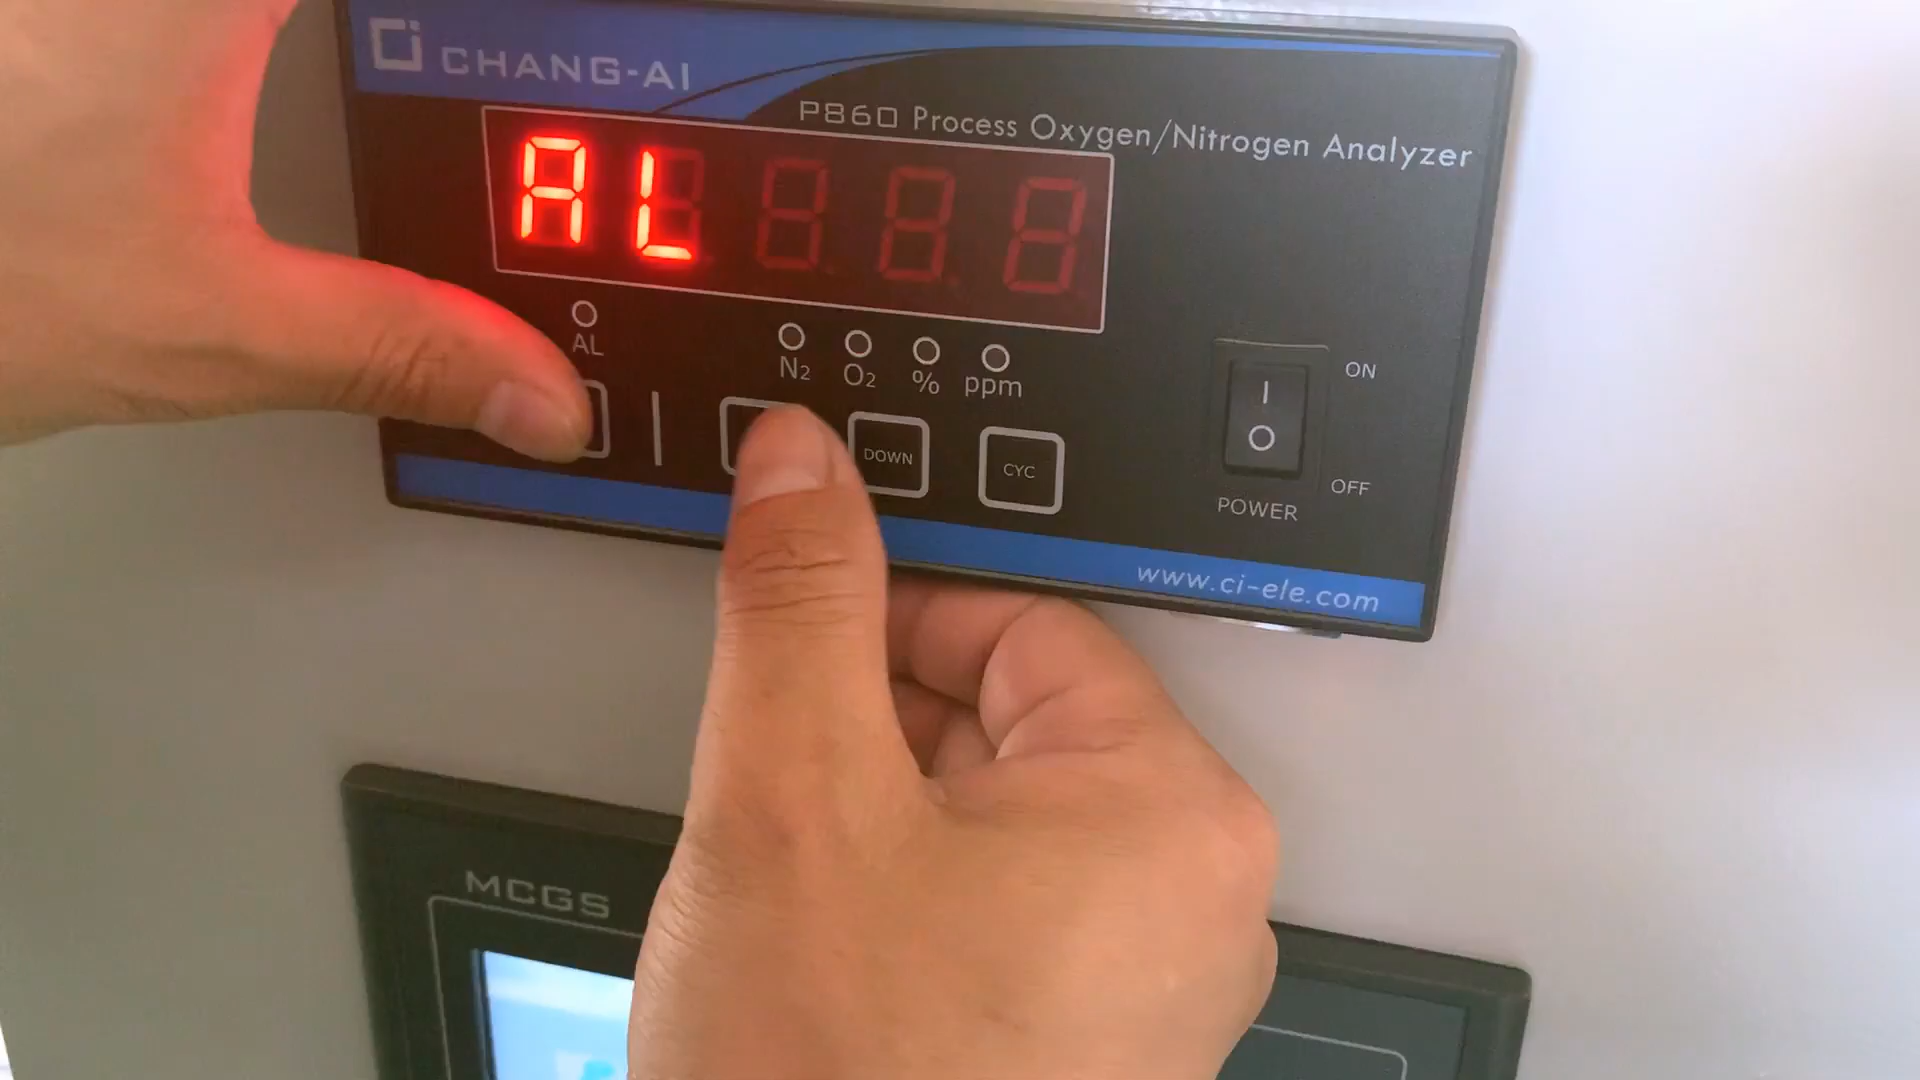 Ci CHANG-AI
P860 Process Oxygen/Nitrogen Analyzer
AL
AL
N2 O2 % ppm
DOWN
CYC
I
O
ON
OFF
POWER
www.ci-ele.com
MCGS